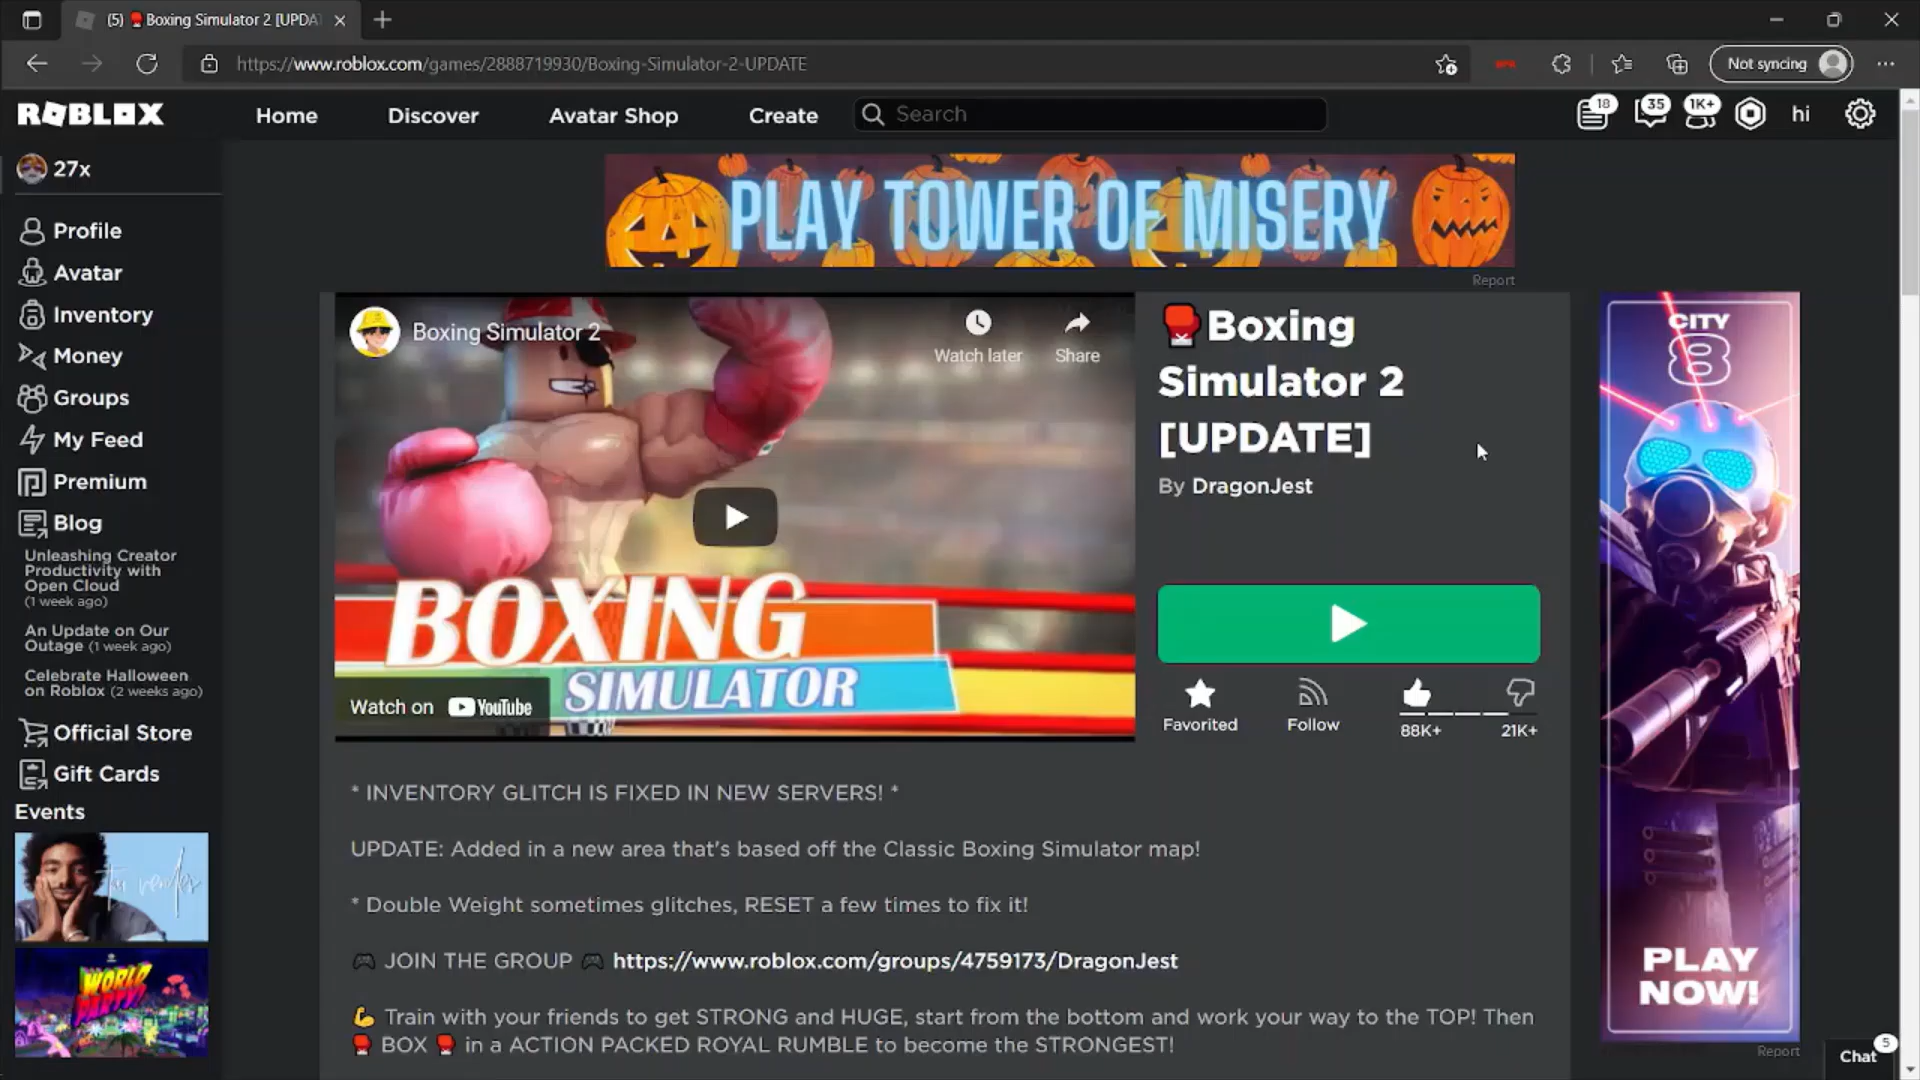 (5) 🥊Boxing Simulator 2 [UPDA
https://www.roblox.com/games/2888719930/Boxing-Simulator-2-UPDATE
Not syncing
ROBLOX
Home
Discover
Avatar Shop
Create
Search
18
35
1K+
hi
27x
Profile
Avatar
Inventory
Money
Groups
My Feed
Premium
Blog
Unleashing Creator
Productivity with
Open Cloud
(1 week ago)
An Update on Our
Outage (1 week ago)
Celebrate Halloween
on Roblox (2 weeks ago)
Official Store
Gift Cards
Events
WORLD
PARTY!
PLAY TOWER OF MISERY
Report
Boxing Simulator 2
Watch later
Share
BOXING
SIMULATOR
Watch on YouTube
🥊Boxing
Simulator 2
[UPDATE]
By DragonJest
Favorited
Follow
88K+
21K+
* INVENTORY GLITCH IS FIXED IN NEW SERVERS! *
UPDATE: Added in a new area that's based off the Classic Boxing Simulator map!
* Double Weight sometimes glitches, RESET a few times to fix it!
🎮 JOIN THE GROUP 🎮 https://www.roblox.com/groups/4759173/DragonJest
💪 Train with your friends to get STRONG and HUGE, start from the bottom and work your way to the TOP! Then
🥊 BOX 🥊 in a ACTION PACKED ROYAL RUMBLE to become the STRONGEST!
CITY
8
PLAY
NOW!
Report
Chat
5